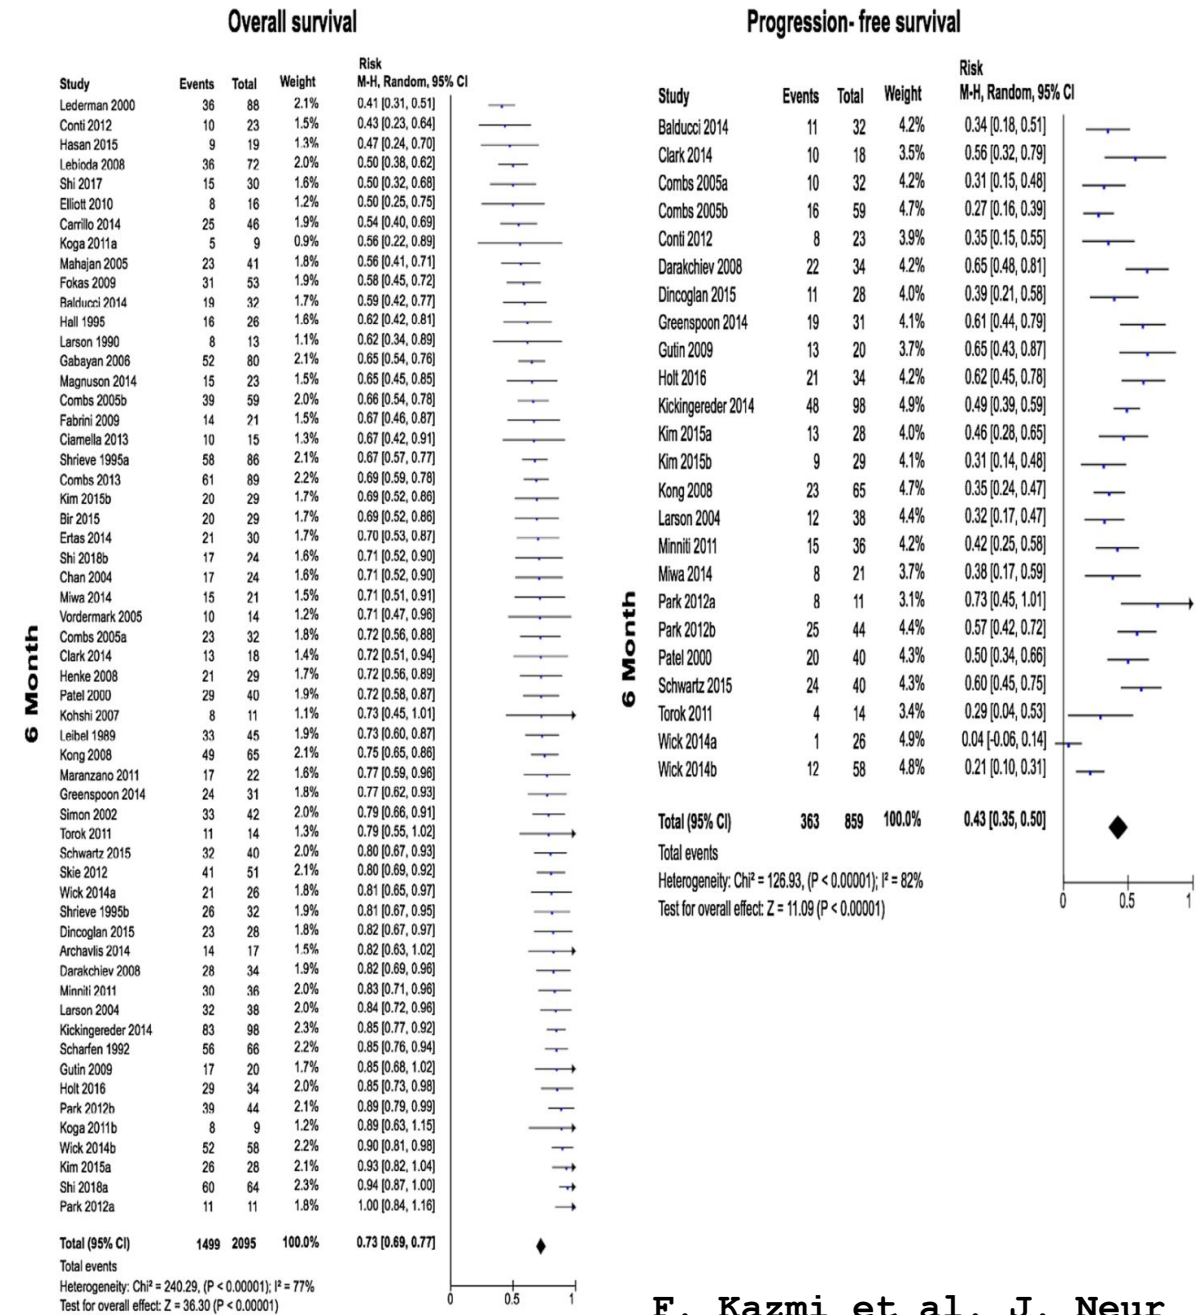 Overall survival
Risk
Study Events Total Weight M-H, Random, 95% CI
Lederman 2000 36 88 2.1% 0.41 [0.31, 0.51]
Conti 2012 10 23 1.5% 0.43 [0.23, 0.64]
Hasan 2015 9 19 1.3% 0.47 [0.24, 0.70]
Lebioda 2008 36 72 2.0% 0.50 [0.38, 0.62]
Shi 2017 15 30 1.6% 0.50 [0.32, 0.68]
Elliott 2010 8 16 1.2% 0.50 [0.25, 0.75]
Carrillo 2014 25 46 1.9% 0.54 [0.40, 0.69]
Koga 2011a 5 9 0.9% 0.56 [0.22, 0.89]
Mahajan 2005 23 41 1.8% 0.56 [0.41, 0.71]
Fokas 2009 31 53 1.9% 0.58 [0.45, 0.72]
Balducci 2014 19 32 1.7% 0.59 [0.42, 0.77]
Hall 1995 16 26 1.6% 0.62 [0.42, 0.81]
Larson 1990 8 13 1.1% 0.62 [0.34, 0.89]
Gabayan 2006 52 80 2.1% 0.65 [0.54, 0.76]
Magnuson 2014 15 23 1.5% 0.65 [0.45, 0.85]
Combs 2005b 39 59 2.0% 0.66 [0.54, 0.78]
Fabrini 2009 14 21 1.5% 0.67 [0.46, 0.87]
Ciamella 2013 10 15 1.3% 0.67 [0.42, 0.91]
Shrieve 1995a 58 86 2.1% 0.67 [0.57, 0.77]
Combs 2013 61 89 2.2% 0.69 [0.59, 0.78]
Kim 2015b 20 29 1.7% 0.69 [0.52, 0.86]
Bir 2015 20 29 1.7% 0.69 [0.52, 0.86]
Ertas 2014 21 30 1.7% 0.70 [0.53, 0.87]
Shi 2018b 17 24 1.6% 0.71 [0.52, 0.90]
Chan 2004 17 24 1.6% 0.71 [0.52, 0.90]
Miwa 2014 15 21 1.5% 0.71 [0.51, 0.91]
Vordermark 2005 10 14 1.2% 0.71 [0.47, 0.96]
Combs 2005a 23 32 1.8% 0.72 [0.56, 0.88]
Clark 2014 13 18 1.4% 0.72 [0.51, 0.94]
Henke 2008 21 29 1.7% 0.72 [0.56, 0.89]
Patel 2000 29 40 1.9% 0.72 [0.58, 0.87]
Kohshi 2007 8 11 1.1% 0.73 [0.45, 1.01]
Leibel 1989 33 45 1.9% 0.73 [0.60, 0.87]
Kong 2008 49 65 2.1% 0.75 [0.65, 0.86]
Maranzano 2011 17 22 1.6% 0.77 [0.59, 0.96]
Greenspoon 2014 24 31 1.8% 0.77 [0.62, 0.93]
Simon 2002 33 42 2.0% 0.79 [0.66, 0.91]
Torok 2011 11 14 1.3% 0.79 [0.55, 1.02]
Schwartz 2015 32 40 2.0% 0.80 [0.67, 0.93]
Skie 2012 41 51 2.1% 0.80 [0.69, 0.92]
Wick 2014a 21 26 1.8% 0.81 [0.65, 0.97]
Shrieve 1995b 26 32 1.9% 0.81 [0.67, 0.95]
Dincoglan 2015 23 28 1.8% 0.82 [0.67, 0.97]
Archavlis 2014 14 17 1.5% 0.82 [0.63, 1.02]
Darakchiev 2008 28 34 1.9% 0.82 [0.69, 0.96]
Minniti 2011 30 36 2.0% 0.83 [0.71, 0.96]
Larson 2004 32 38 2.0% 0.84 [0.72, 0.96]
Kickingereder 2014 83 98 2.3% 0.85 [0.77, 0.92]
Scharfen 1992 56 66 2.2% 0.85 [0.76, 0.94]
Gutin 2009 17 20 1.7% 0.85 [0.68, 1.02]
Holt 2016 29 34 2.0% 0.85 [0.73, 0.98]
Park 2012b 39 44 2.1% 0.89 [0.79, 0.99]
Koga 2011b 8 9 1.2% 0.89 [0.63, 1.15]
Wick 2014b 52 58 2.2% 0.90 [0.81, 0.98]
Kim 2015a 26 28 2.1% 0.93 [0.82, 1.04]
Shi 2018a 60 64 2.3% 0.94 [0.87, 1.00]
Park 2012a 11 11 1.8% 1.00 [0.84, 1.16]
Total (95% CI) 1499 2095 100.0% 0.73 [0.69, 0.77]
Total events
Heterogeneity: Chi² = 240.29, (P < 0.00001); I² = 77%
Test for overall effect: Z = 36.30 (P < 0.00001)
0 0.5 1
6 Month
Progression- free survival
Risk
Study Events Total Weight M-H, Random, 95% CI
Balducci 2014 11 32 4.2% 0.34 [0.18, 0.51]
Clark 2014 10 18 3.5% 0.56 [0.32, 0.79]
Combs 2005a 10 32 4.2% 0.31 [0.15, 0.48]
Combs 2005b 16 59 4.7% 0.27 [0.16, 0.39]
Conti 2012 8 23 3.9% 0.35 [0.15, 0.55]
Darakchiev 2008 22 34 4.2% 0.65 [0.48, 0.81]
Dincoglan 2015 11 28 4.0% 0.39 [0.21, 0.58]
Greenspoon 2014 19 31 4.1% 0.61 [0.44, 0.79]
Gutin 2009 13 20 3.7% 0.65 [0.43, 0.87]
Holt 2016 21 34 4.2% 0.62 [0.45, 0.78]
Kickingereder 2014 48 98 4.9% 0.49 [0.39, 0.59]
Kim 2015a 13 28 4.0% 0.46 [0.28, 0.65]
Kim 2015b 9 29 4.1% 0.31 [0.14, 0.48]
Kong 2008 23 65 4.7% 0.35 [0.24, 0.47]
Larson 2004 12 38 4.4% 0.32 [0.17, 0.47]
Minniti 2011 15 36 4.2% 0.42 [0.25, 0.58]
Miwa 2014 8 21 3.7% 0.38 [0.17, 0.59]
Park 2012a 8 11 3.1% 0.73 [0.45, 1.01]
Park 2012b 25 44 4.4% 0.57 [0.42, 0.72]
Patel 2000 20 40 4.3% 0.50 [0.34, 0.66]
Schwartz 2015 24 40 4.3% 0.60 [0.45, 0.75]
Torok 2011 4 14 3.4% 0.29 [0.04, 0.53]
Wick 2014a 1 26 4.9% 0.04 [-0.06, 0.14]
Wick 2014b 12 58 4.8% 0.21 [0.10, 0.31]
Total (95% CI) 363 859 100.0% 0.43 [0.35, 0.50]
Total events
Heterogeneity: Chi² = 126.93, (P < 0.00001); I² = 82%
Test for overall effect: Z = 11.09 (P < 0.00001)
0 0.5 1
6 Month
F. Kazmi et al. J. Neur